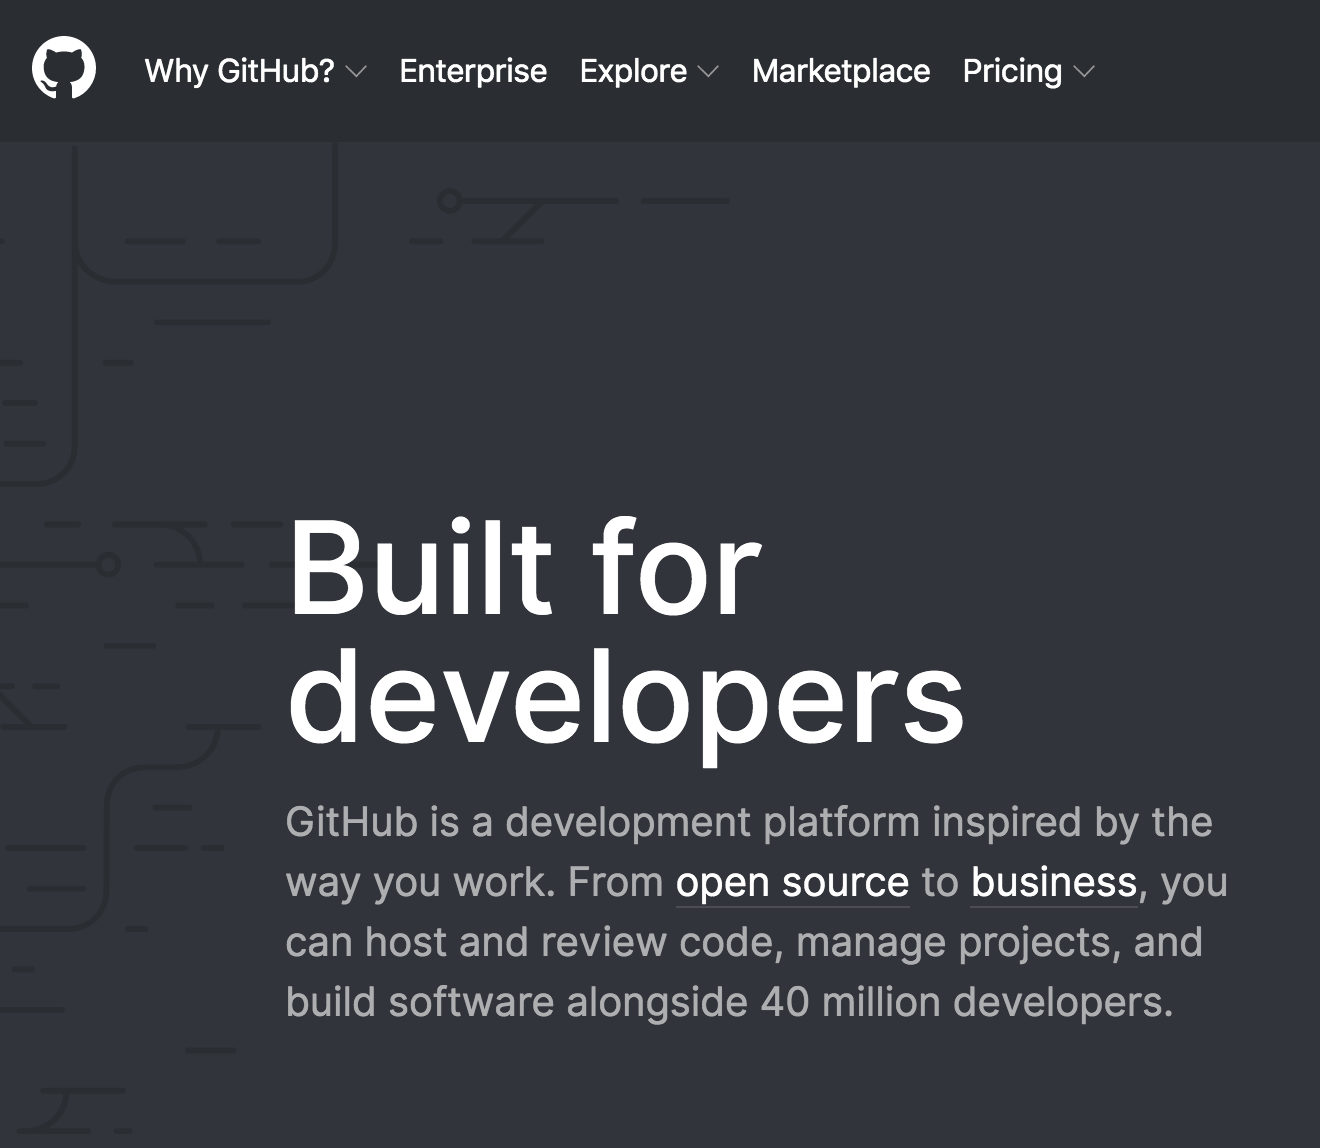 Why GitHub? Enterprise Explore Marketplace Pricing
Built for
developers
GitHub is a development platform inspired by the
way you work. From open source to business, you
can host and review code, manage projects, and
build software alongside 40 million developers.